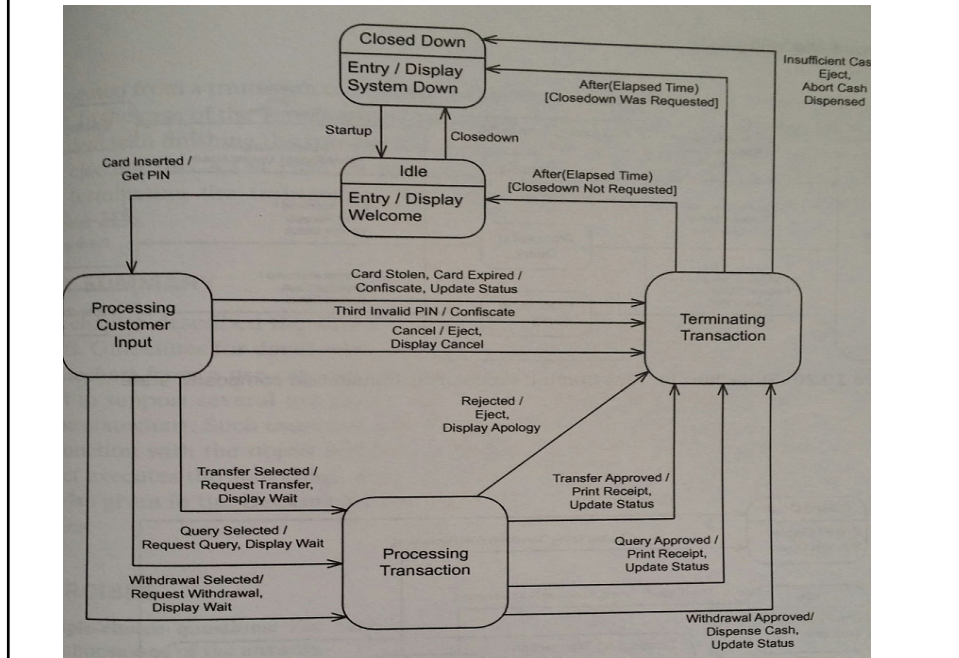 Closed Down
Entry / Display
System Down
Insufficient Cas
Eject,
Abort Cash
Dispensed
After(Elapsed Time)
[Closedown Was Requested]
Startup
Closedown
Card Inserted /
Get PIN
Idle
Entry / Display
Welcome
After(Elapsed Time)
[Closedown Not Requested]
Processing
Customer
Input
Card Stolen, Card Expired /
Confiscate, Update Status
Third Invalid PIN / Confiscate
Cancel / Eject,
Display Cancel
Terminating
Transaction
Rejected /
Eject,
Display Apology
Transfer Selected /
Request Transfer,
Display Wait
Transfer Approved /
Print Receipt,
Update Status
Query Selected /
Request Query, Display Wait
Processing
Transaction
Query Approved /
Print Receipt,
Update Status
Withdrawal Selected/
Request Withdrawal,
Display Wait
Withdrawal Approved/
Dispense Cash,
Update Status